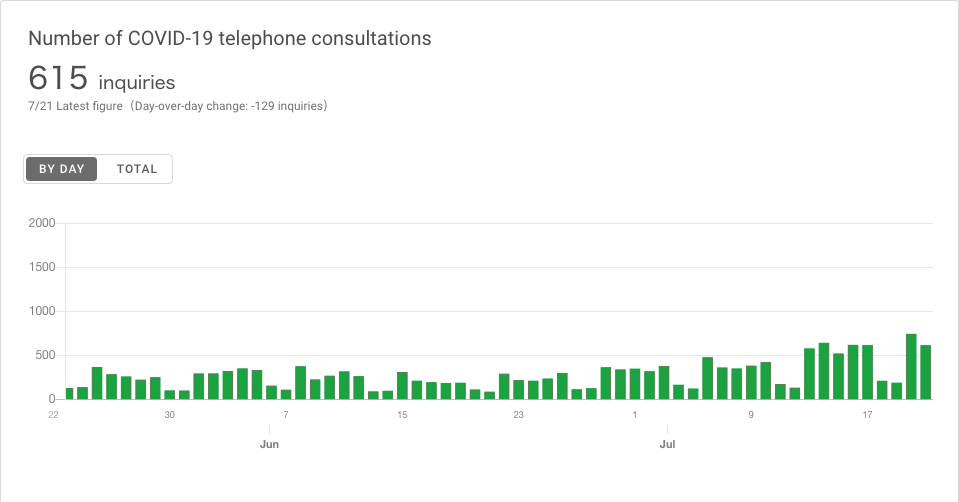 Number of COVID-19 telephone consultations
615 inquiries
7/21 Latest figure（Day-over-day change: -129 inquiries）
BY DAY TOTAL
2000
1500
1000
500
0
22 30 7 15 23 1 9 17
Jun Jul